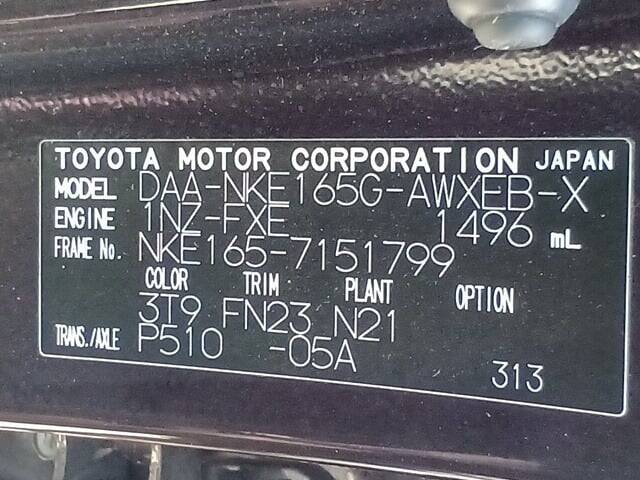 TOYOTA MOTOR CORPORATION JAPAN
MODEL DAA-NKE165G-AWXEB-X
ENGINE 1NZ-FXE 1496 mL
FRAME No. NKE165-7151799
COLOR TRIM PLANT OPTION
3T9 FN23 N21
TRANS./AXLE P510 -05A
313